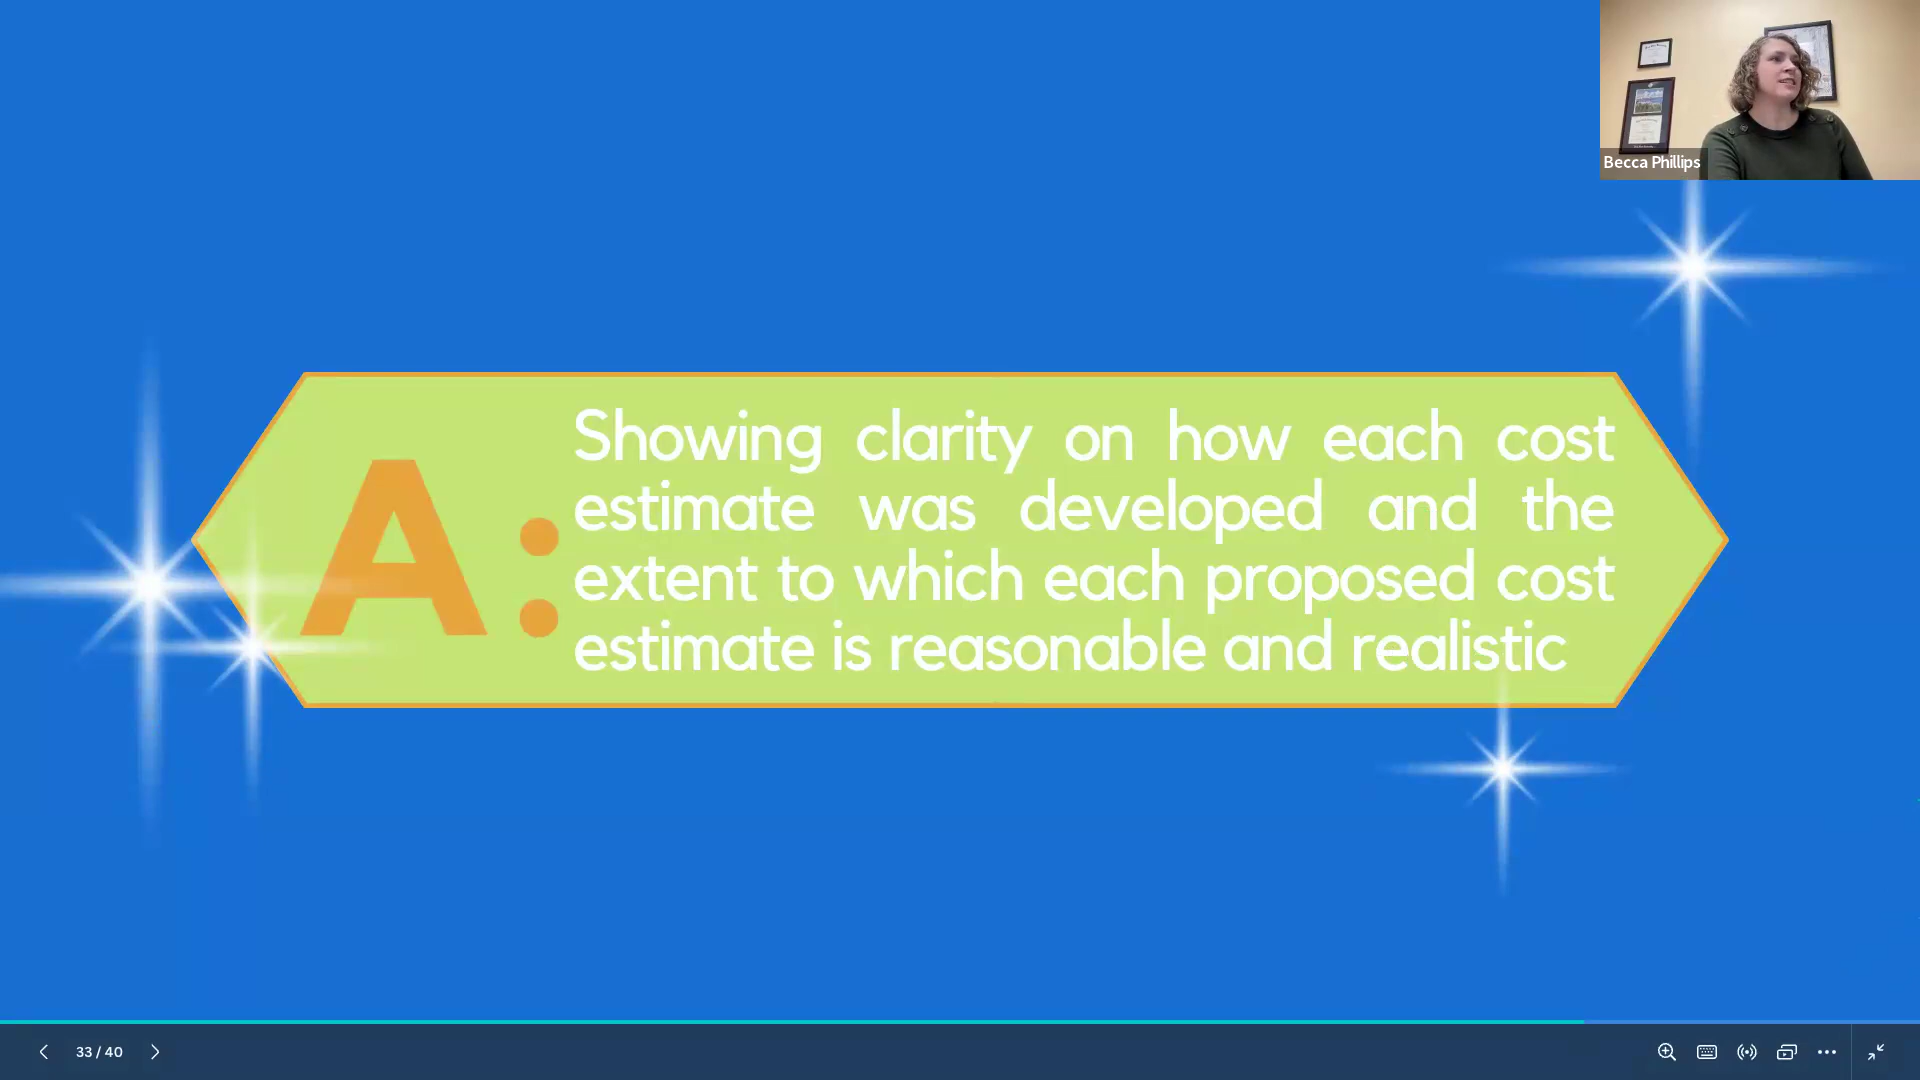 Becca Phillips
A:
Showing clarity on how each cost
estimate was developed and the
extent to which each proposed cost
estimate is reasonable and realistic
33 / 40